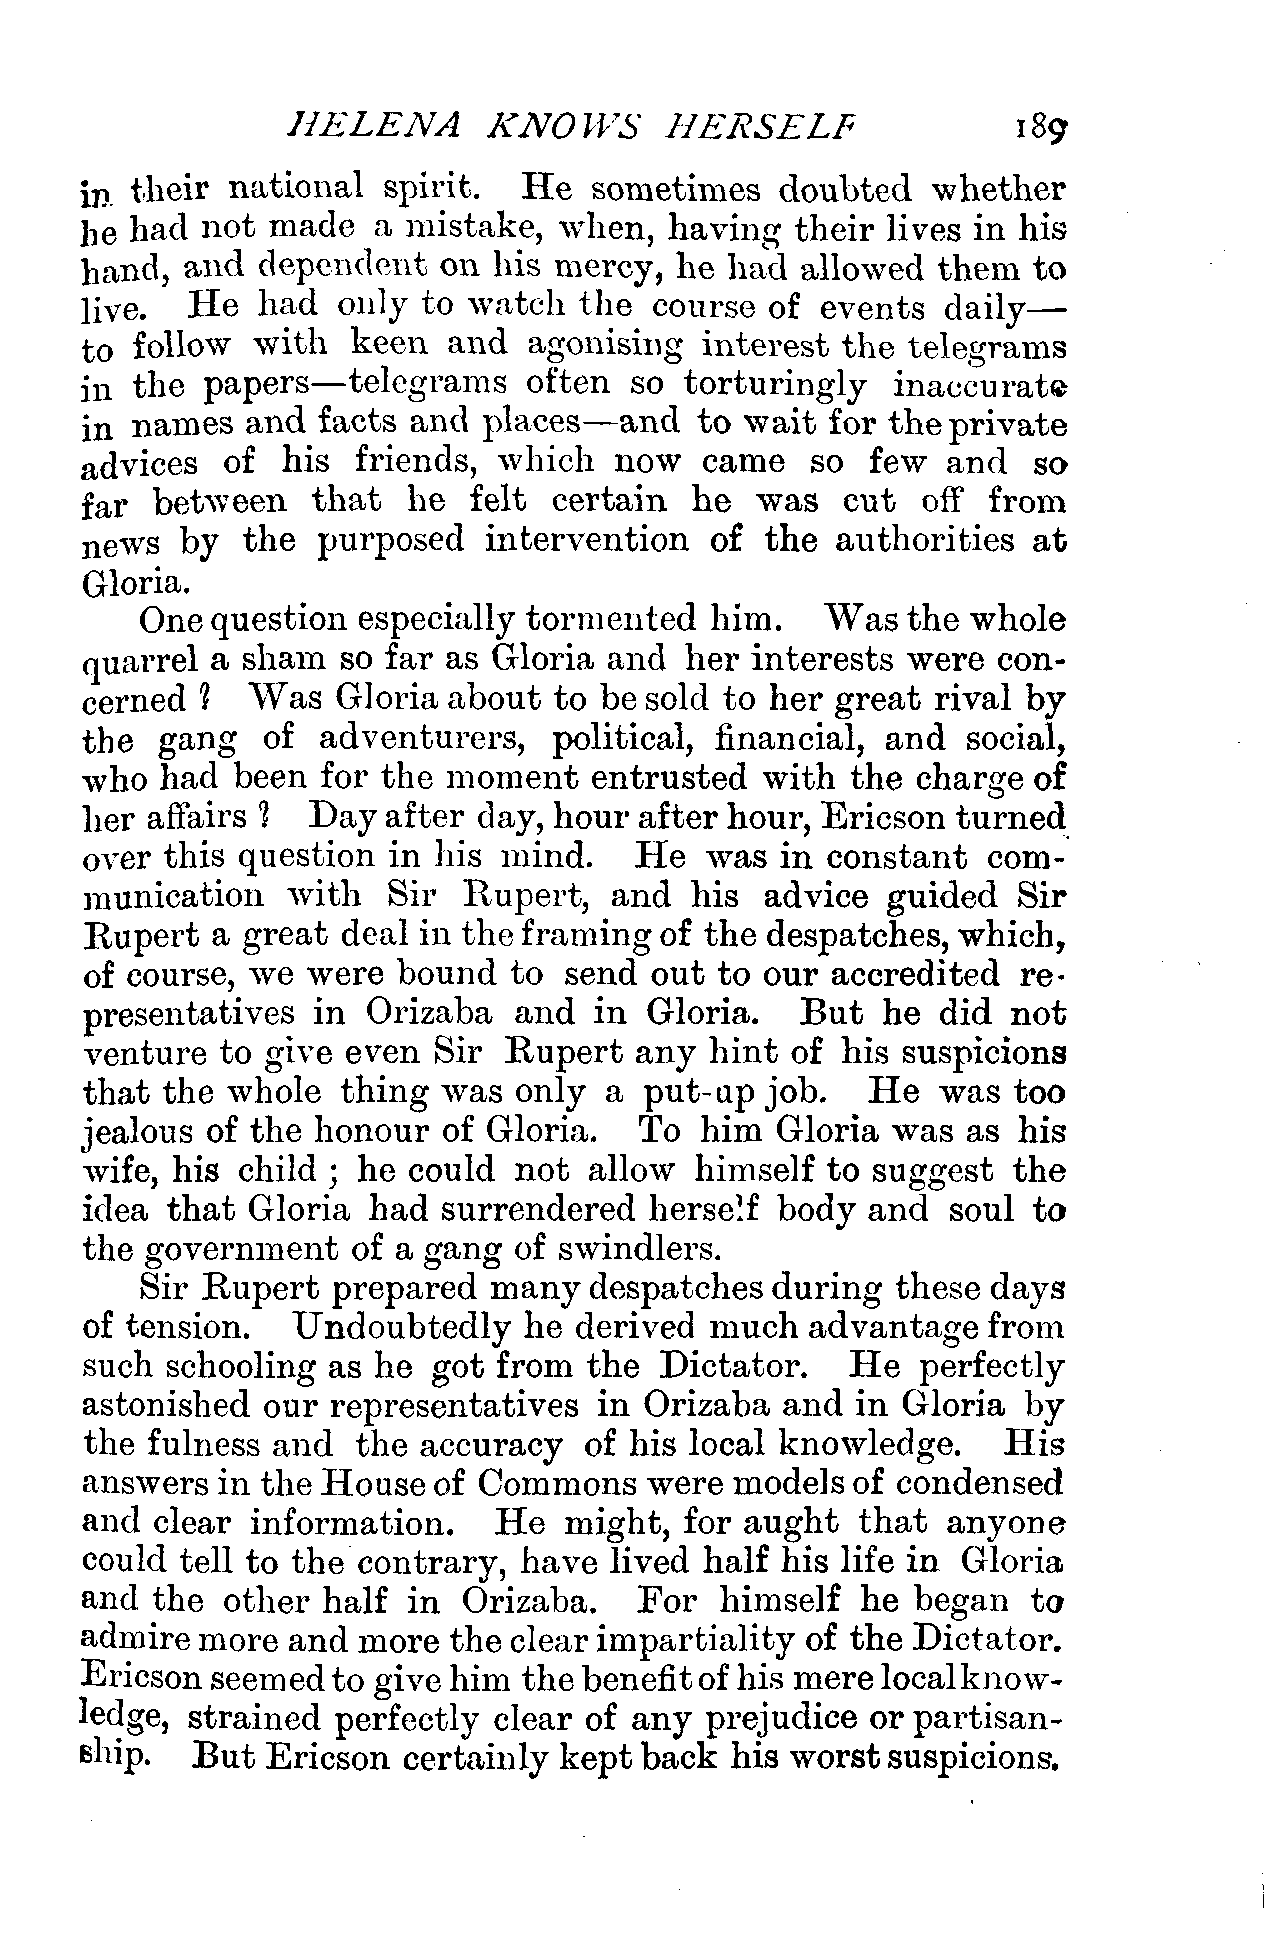 HELENA KNOWS HERSELF 189
in their national spirit. He sometimes doubted whether
he had not made a mistake, when, having their lives in his
hand, and dependent on his mercy, he had allowed them to
live. He had only to watch the course of events daily—
to follow with keen and agonising interest the telegrams
in the papers—telegrams often so torturingly inaccurate
in names and facts and places—and to wait for the private
advices of his friends, which now came so few and so
far between that he felt certain he was cut off from
news by the purposed intervention of the authorities at
Gloria.
One question especially tormented him. Was the whole
quarrel a sham so far as Gloria and her interests were con-
cerned? Was Gloria about to be sold to her great rival by
the gang of adventurers, political, financial, and social,
who had been for the moment entrusted with the charge of
her affairs? Day after day, hour after hour, Ericson turned
over this question in his mind. He was in constant com-
munication with Sir Rupert, and his advice guided Sir
Rupert a great deal in the framing of the despatches, which,
of course, we were bound to send out to our accredited re-
presentatives in Orizaba and in Gloria. But he did not
venture to give even Sir Rupert any hint of his suspicions
that the whole thing was only a put-up job. He was too
jealous of the honour of Gloria. To him Gloria was as his
wife, his child; he could not allow himself to suggest the
idea that Gloria had surrendered herself body and soul to
the government of a gang of swindlers.
Sir Rupert prepared many despatches during these days
of tension. Undoubtedly he derived much advantage from
such schooling as he got from the Dictator. He perfectly
astonished our representatives in Orizaba and in Gloria by
the fulness and the accuracy of his local knowledge. His
answers in the House of Commons were models of condensed
and clear information. He might, for aught that anyone
could tell to the contrary, have lived half his life in Gloria
and the other half in Orizaba. For himself he began to
admire more and more the clear impartiality of the Dictator.
Ericson seemed to give him the benefit of his mere local know-
ledge, strained perfectly clear of any prejudice or partisan-
ship. But Ericson certainly kept back his worst suspicions.